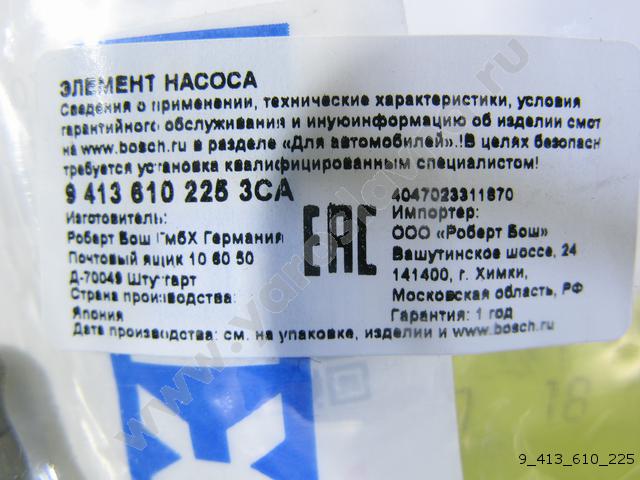 ЭЛЕМЕНТ НАСОСА
Сведения о применении, технические характеристики, условия
гарантийного обслуживания и инуюинформацию об изделии смот
на www.bosch.ru в разделе «Для автомобилей».!В целях безопасн
требуется установка квалифицированным специалистом!
9 413 610 225 3CA
4047023311870
Изготовитель:
Импортер:
Роберт Бош ГмбХ Германия
ООО «Роберт Бош»
Почтовый ящик 10 60 50
Вашутинское шоссе, 24
Д-70049 Штутгарт
141400, г. Химки,
Страна производства:
Московская область, РФ
Япония
Гарантия: 1 год
Дата производства: см. на упаковке, изделии и www.bosch.ru
EAC
18
9_413_610_225